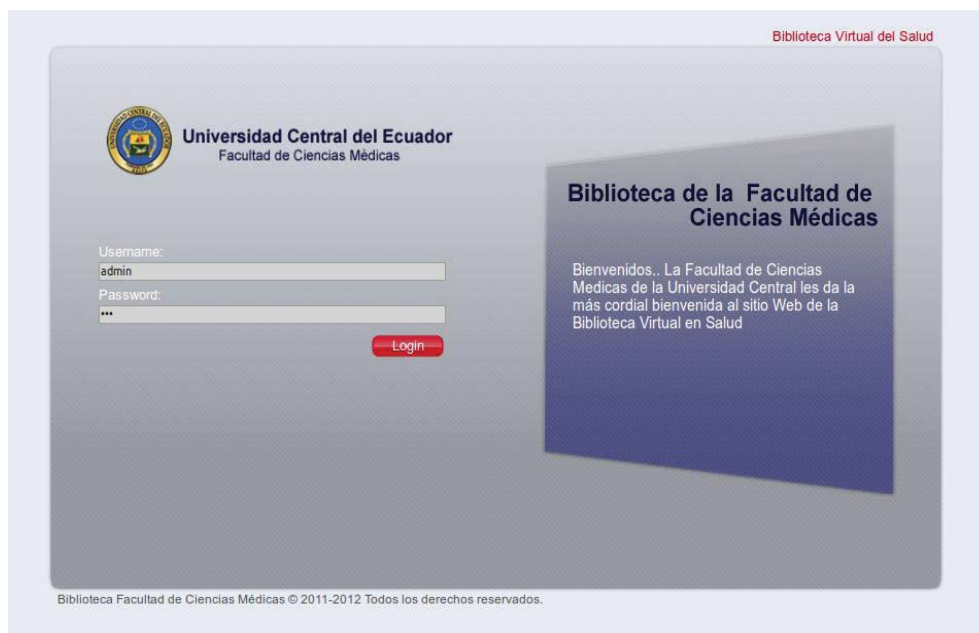 Biblioteca Virtual del Salud
Universidad Central del Ecuador
Facultad de Ciencias Mèdicas
Username:
admin
Password:
•••
Login
Biblioteca de la Facultad de
Ciencias Médicas
Bienvenidos.. La Facultad de Ciencias
Medicas de la Universidad Central les da la
más cordial bienvenida al sitio Web de la
Biblioteca Virtual en Salud
Biblioteca Facultad de Ciencias Médicas © 2011-2012 Todos los derechos reservados.